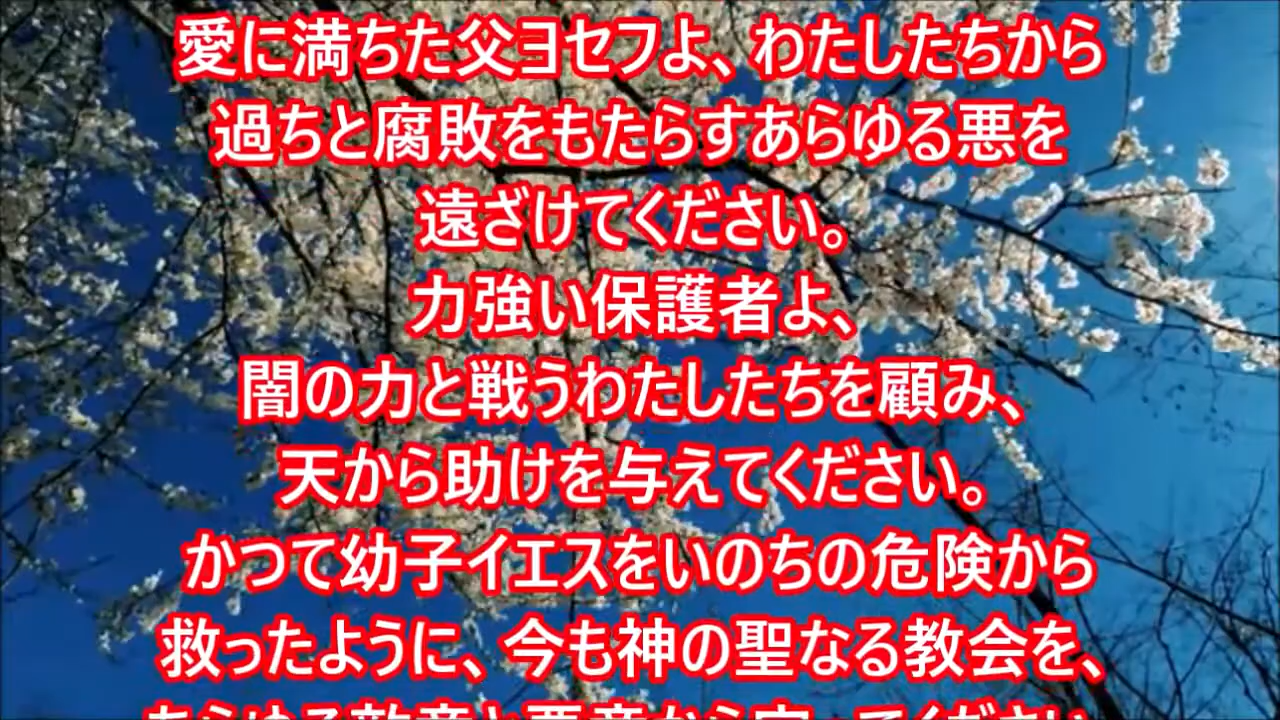 愛に満ちた父ヨセフよ、わたしたちから
過ちと腐敗をもたらすあらゆる悪を
遠ざけてください。
力強い保護者よ、
闇の力と戦うわたしたちを顧み、
天から助けを与えてください。
かつて幼子イエスをいのちの危険から
救ったように、今も神の聖なる教会を、